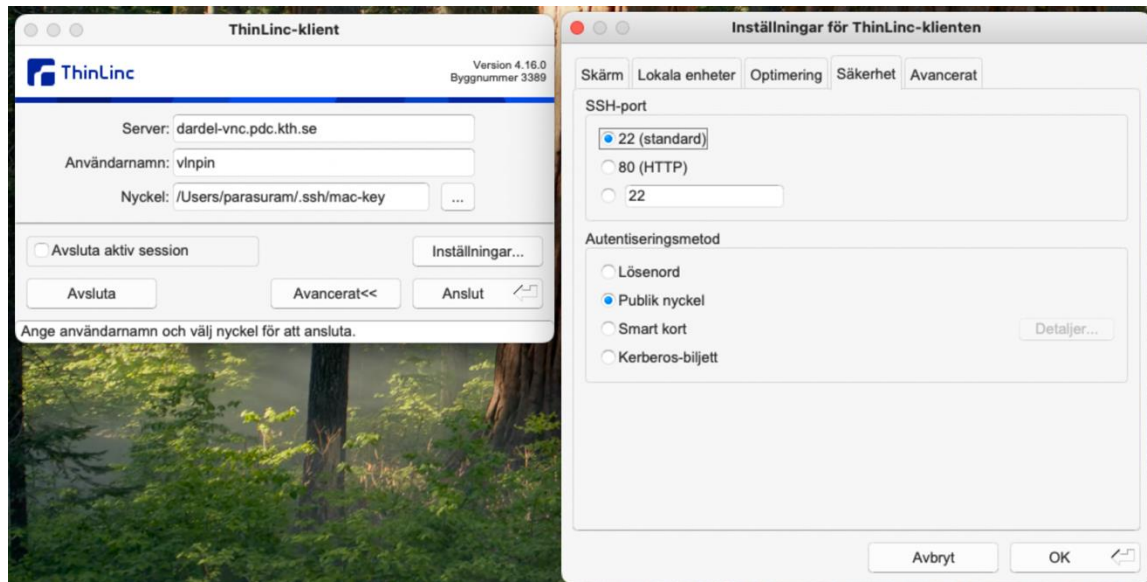 ThinLinc-klient
ThinLinc
Version 4.16.0
Byggnummer 3389
Server: dardel-vnc.pdc.kth.se
Användarnamn: vlnpin
Nyckel: /Users/parasuram/.ssh/mac-key ...
Avsluta aktiv session
Inställningar...
Avsluta
Avancerat<<
Anslut
Ange användarnamn och välj nyckel för att ansluta.
Inställningar för ThinLinc-klienten
Skärm Lokala enheter Optimering Säkerhet Avancerat
SSH-port
22 (standard)
80 (HTTP)
22
Autentiseringsmetod
Lösenord
Publik nyckel
Smart kort
Detaljer...
Kerberos-biljett
Avbryt
OK